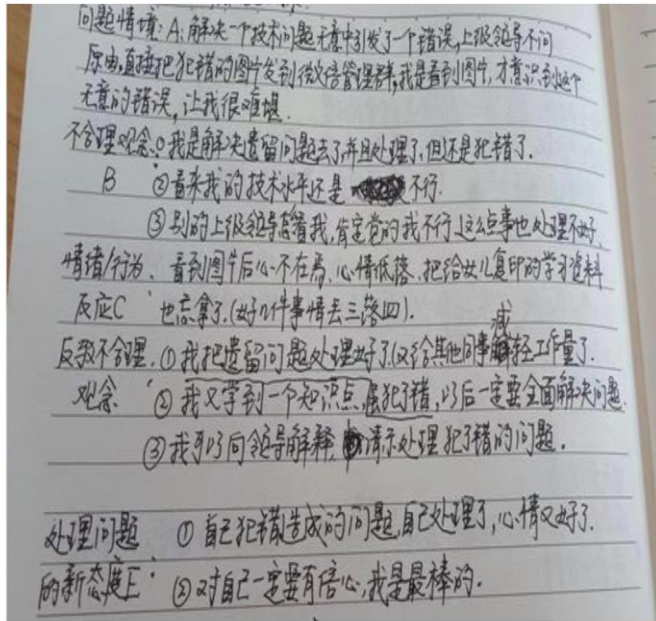 问题情境:A:解决一个技术问题无意中引发了一个错误,上级领导不问
原由,直接把犯错的图片发到微信管理群,我是看到图片,才意识到这个
无意的错误,让我很难堪.
不合理观念:①我是解决遗留问题去了,并且处理了,但还是犯错了.
B ②看来我的技术水平还是不行.
③别的上级领导看着我,肯定觉的我不行,这么点事也处理不好,
情绪/行为、看到图片后心不在焉、心情低落、把给女儿复印的学习资料
反应C 也忘拿了.(好几件事情丢三落四).
反驳不合理.①我把遗留问题处理好了.(又给其他同事减轻工作量了.
观念 ②我又学到一个知识点,虽犯了错,以后一定要全面解决问题.
③我可以向领导解释,请示处理犯了错的问题.
处理问题 ①自己犯错造成的问题,自己处理了,心情又好了.
的新态度E: ②对自己一定要有信心,我是最棒的.